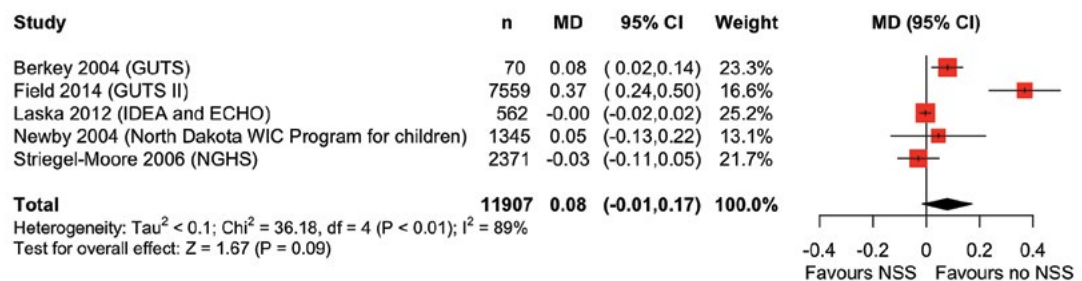 Study n MD 95% CI Weight MD (95% CI)
Berkey 2004 (GUTS) 70 0.08 ( 0.02,0.14) 23.3%
Field 2014 (GUTS II) 7559 0.37 ( 0.24,0.50) 16.6%
Laska 2012 (IDEA and ECHO) 562 -0.00 (-0.02,0.02) 25.2%
Newby 2004 (North Dakota WIC Program for children) 1345 0.05 (-0.13,0.22) 13.1%
Striegel-Moore 2006 (NGHS) 2371 -0.03 (-0.11,0.05) 21.7%
Total 11907 0.08 (-0.01,0.17) 100.0%
Heterogeneity: Tau² < 0.1; Chi² = 36.18, df = 4 (P < 0.01); I² = 89%
Test for overall effect: Z = 1.67 (P = 0.09)
-0.4 -0.2 0 0.2 0.4
Favours NSS Favours no NSS